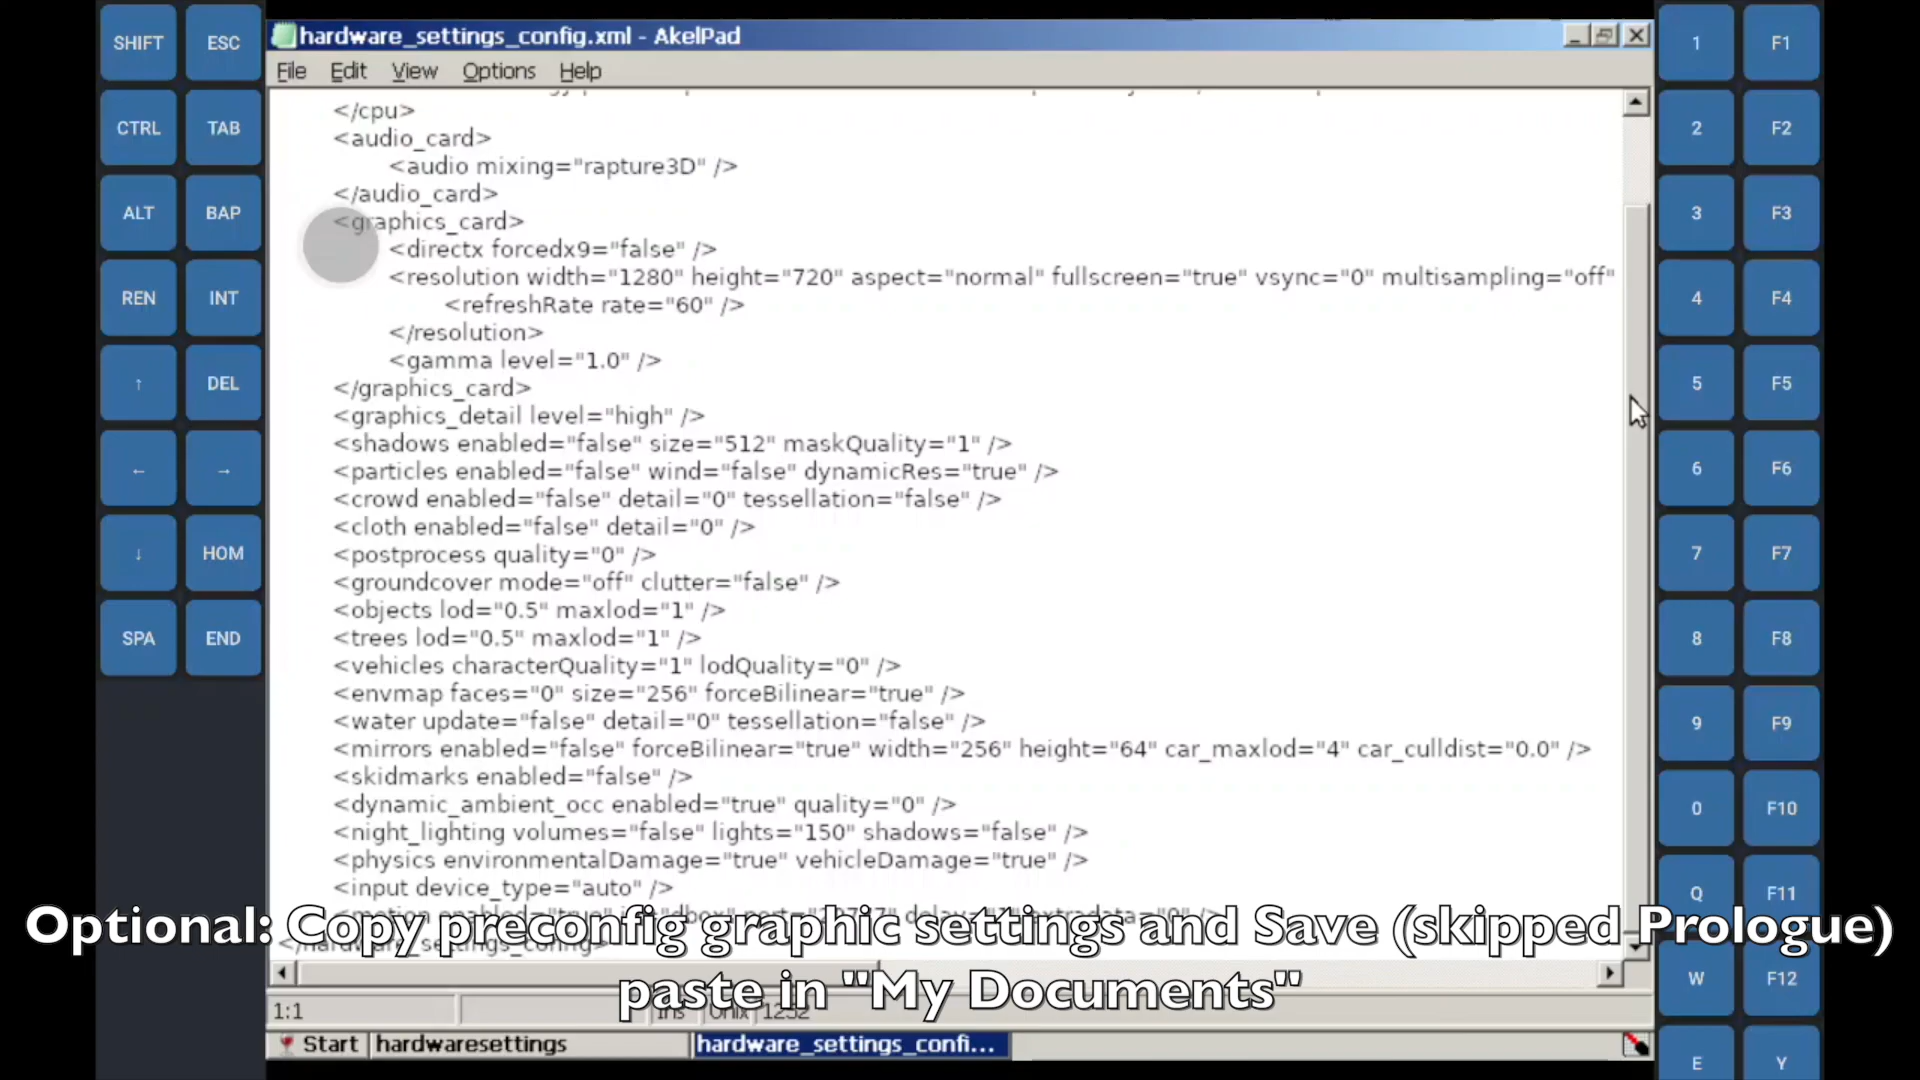 SHIFT ESC
CTRL TAB
ALT BAP
REN INT
↑ DEL
← →
↓ HOM
SPA END
hardware_settings_config.xml - AkelPad
File Edit View Options Help
</cpu>
<audio_card>
<audio mixing="rapture3D" />
</audio_card>
<graphics_card>
<directx forcedx9="false" />
<resolution width="1280" height="720" aspect="normal" fullscreen="true" vsync="0" multisampling="off"
<refreshRate rate="60" />
</resolution>
<gamma level="1.0" />
</graphics_card>
<graphics_detail level="high" />
<shadows enabled="false" size="512" maskQuality="1" />
<particles enabled="false" wind="false" dynamicRes="true" />
<crowd enabled="false" detail="0" tessellation="false" />
<cloth enabled="false" detail="0" />
<postprocess quality="0" />
<groundcover mode="off" clutter="false" />
<objects lod="0.5" maxlod="1" />
<trees lod="0.5" maxlod="1" />
<vehicles characterQuality="1" lodQuality="0" />
<envmap faces="0" size="256" forceBilinear="true" />
<water update="false" detail="0" tessellation="false" />
<mirrors enabled="false" forceBilinear="true" width="256" height="64" car_maxlod="4" car_culldist="0.0" />
<skidmarks enabled="false" />
<dynamic_ambient_occ enabled="true" quality="0" />
<night_lighting volumes="false" lights="150" shadows="false" />
<physics environmentalDamage="true" vehicleDamage="true" />
<input device_type="auto" />
Optional: Copy preconfig graphic settings and Save (skipped Prologue)
paste in "My Documents"
1:1 Ins Unix 1252
Start hardwaresettings hardware_settings_confi...
1 F1
2 F2
3 F3
4 F4
5 F5
6 F6
7 F7
8 F8
9 F9
0 F10
Q F11
W F12
E Y